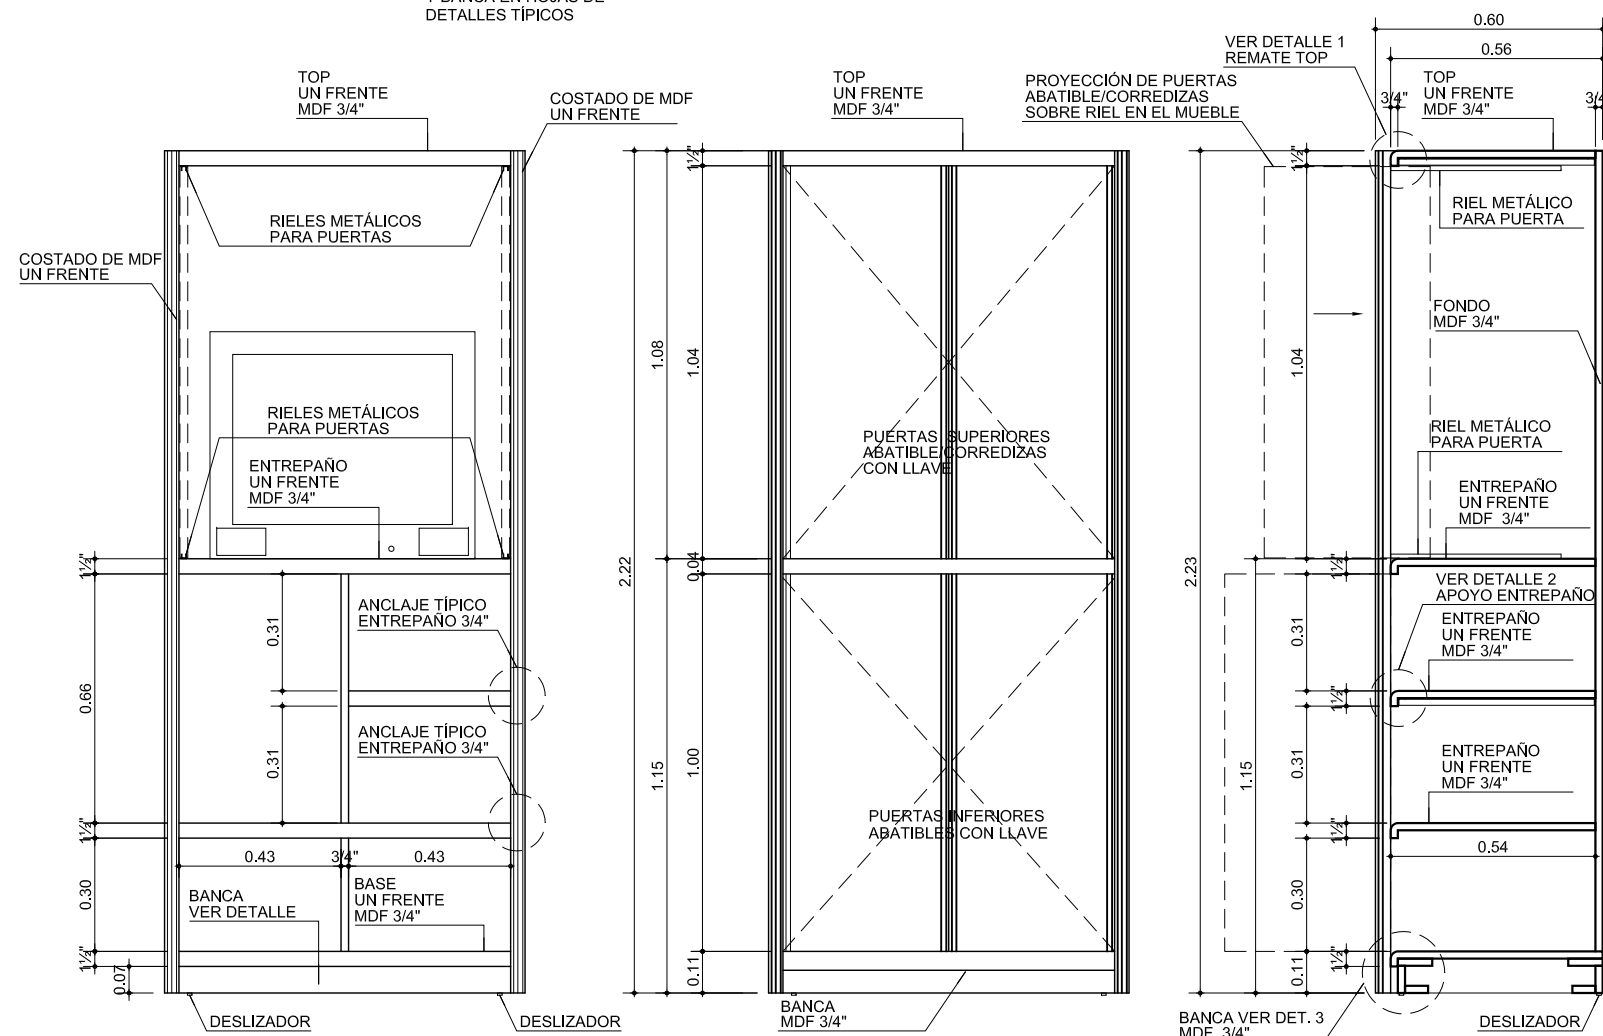 DETALLES TÍPICOS
TOP
UN FRENTE
MDF 3/4"
COSTADO DE MDF
UN FRENTE
RIELES METÁLICOS
PARA PUERTAS
COSTADO DE MDF
UN FRENTE
RIELES METÁLICOS
PARA PUERTAS
ENTREPAÑO
UN FRENTE
MDF 3/4"
1½"
0.66
1½"
0.30
1½"
0.07
0.31
0.31
ANCLAJE TÍPICO
ENTREPAÑO 3/4"
ANCLAJE TÍPICO
ENTREPAÑO 3/4"
0.43
3/4"
0.43
BANCA
VER DETALLE
BASE
UN FRENTE
MDF 3/4"
DESLIZADOR
DESLIZADOR
TOP
UN FRENTE
MDF 3/4"
2.22
1.08
1.15
1½"
1.04
0.04
1.00
0.11
PUERTAS SUPERIORES
ABATIBLE/CORREDIZAS
CON LLAVE
PUERTAS INFERIORES
ABATIBLES CON LLAVE
BANCA
MDF 3/4"
0.60
0.56
VER DETALLE 1
REMATE TOP
PROYECCIÓN DE PUERTAS
ABATIBLE/CORREDIZAS
SOBRE RIEL EN EL MUEBLE
3/4"
TOP
UN FRENTE
MDF 3/4"
3/4
RIEL METÁLICO
PARA PUERTA
FONDO
MDF 3/4"
RIEL METÁLICO
PARA PUERTA
ENTREPAÑO
UN FRENTE
MDF 3/4"
VER DETALLE 2
APOYO ENTREPAÑO
ENTREPAÑO
UN FRENTE
MDF 3/4"
ENTREPAÑO
UN FRENTE
MDF 3/4"
0.54
2.23
1.15
1½"
1.04
0.31
0.31
0.30
0.11
1½"
1½"
1½"
1½"
BANCA VER DET. 3
MDF 3/4"
DESLIZADOR